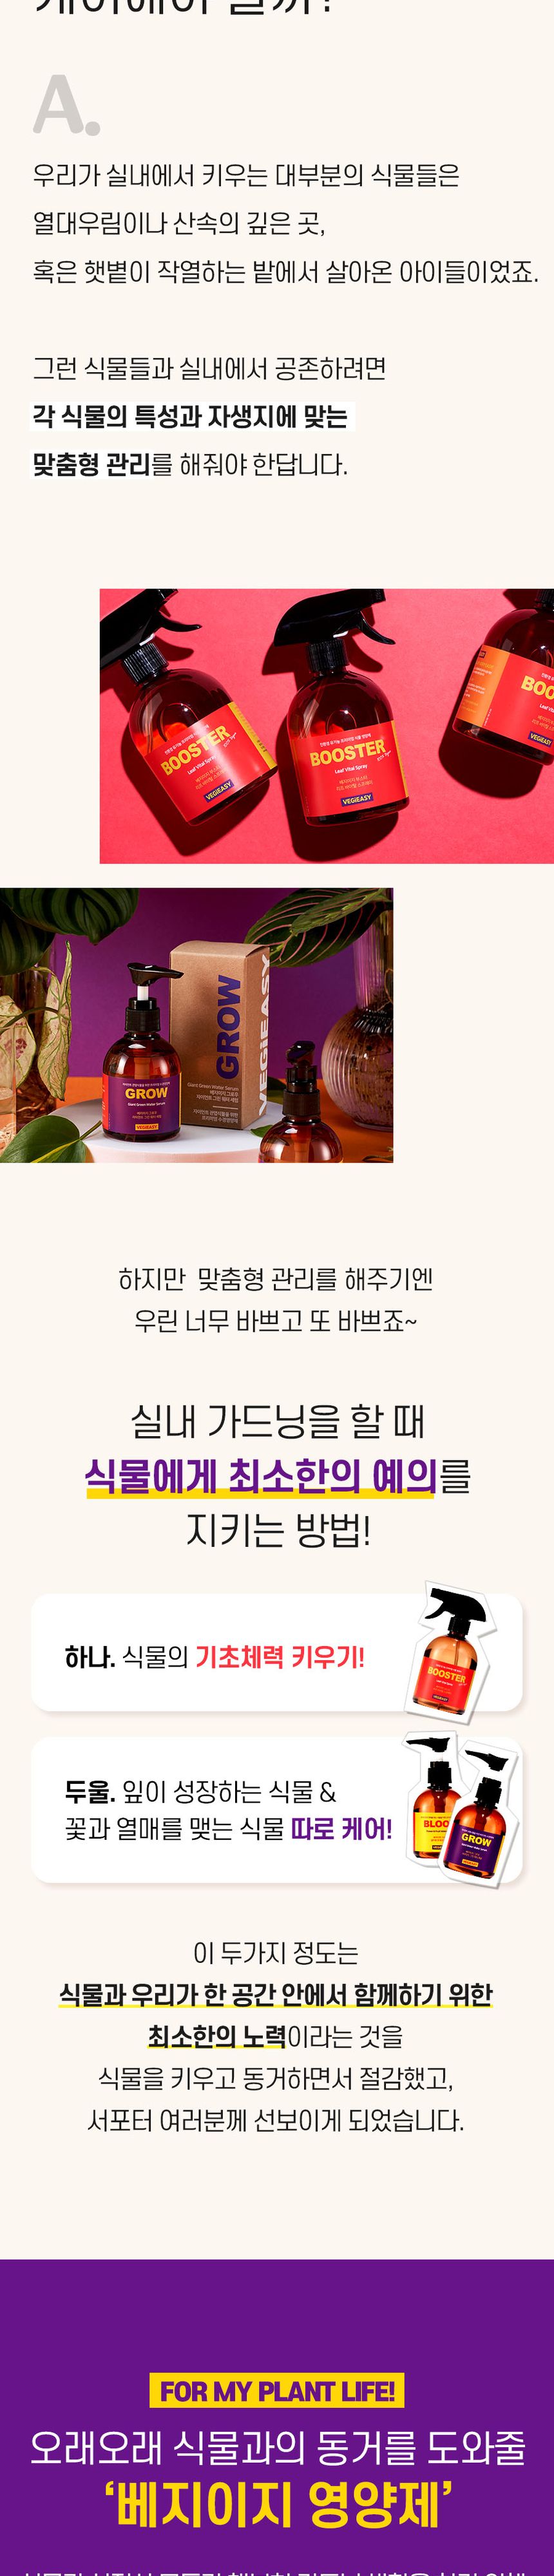 A.
우리가 실내에서 키우는 대부분의 식물들은
열대우림이나 산속의 깊은 곳,
혹은 햇볕이 작열하는 밭에서 살아온 아이들이었죠.
그런 식물들과 실내에서 공존하려면
각 식물의 특성과 자생지에 맞는
맞춤형 관리를 해줘야 한답니다.
BOOSTER
Leaf Vital Spray
VEGIEASY
BOOSTER
Leaf Vital Spray
VEGIEASY
BOO
Leaf Vita
VEGIEASY
GROW
VEGIEASY
Giant Green Water Serum
GROW
Giant Green Water Serum
VEGIEASY
하지만 맞춤형 관리를 해주기엔
우린 너무 바쁘고 또 바쁘죠~
실내 가드닝을 할 때
식물에게 최소한의 예의를
지키는 방법!
하나. 식물의 기초체력 키우기!
BOOSTER
두울. 잎이 성장하는 식물 &
꽃과 열매를 맺는 식물 따로 케어!
BLOO
GROW
이 두가지 정도는
식물과 우리가 한 공간 안에서 함께하기 위한
최소한의 노력이라는 것을
식물을 키우고 동거하면서 절감했고,
서포터 여러분께 선보이게 되었습니다.
FOR MY PLANT LIFE!
오래오래 식물과의 동거를 도와줄
‘베지이지 영양제’